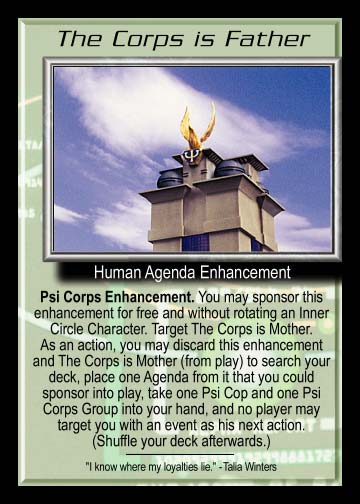 The Corps is Father
Human Agenda Enhancement
Psi Corps Enhancement. You may sponsor this
enhancement for free and without rotating an Inner
Circle Character. Target The Corps is Mother.
As an action, you may discard this enhancement
and The Corps is Mother (from play) to search your
deck, place one Agenda from it that you could
sponsor into play, take one Psi Cop and one Psi
Corps Group into your hand, and no player may
target you with an event as his next action.
(Shuffle your deck afterwards.)
"I know where my loyalties lie." - Talia Winters